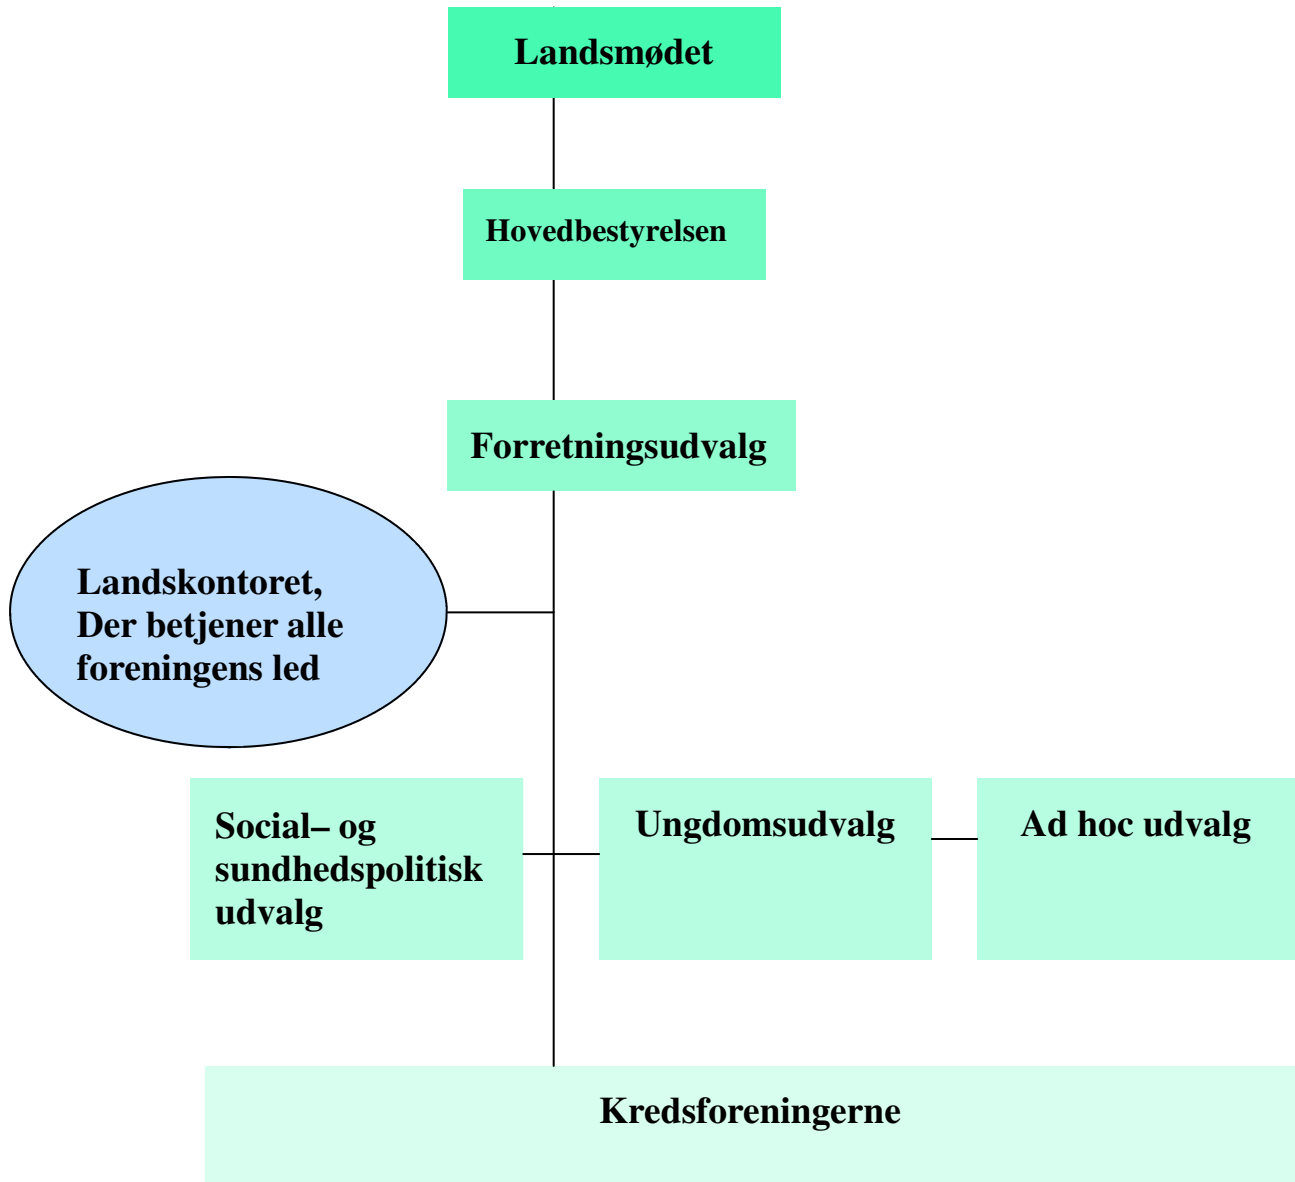 Landsmødet
Hovedbestyrelsen
Forretningsudvalg
Landskontoret,
Der betjener alle
foreningens led
Social– og
sundhedspolitisk
udvalg
Ungdomsudvalg
Ad hoc udvalg
Kredsforeningerne